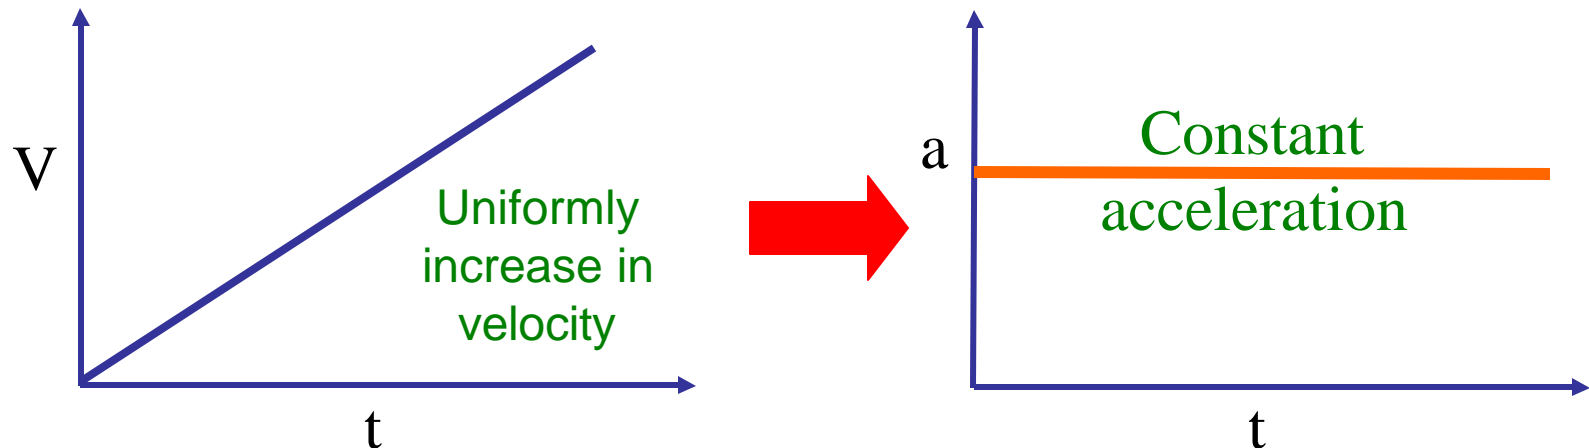 V
Uniformly
increase in
velocity
t
a
Constant
acceleration
t